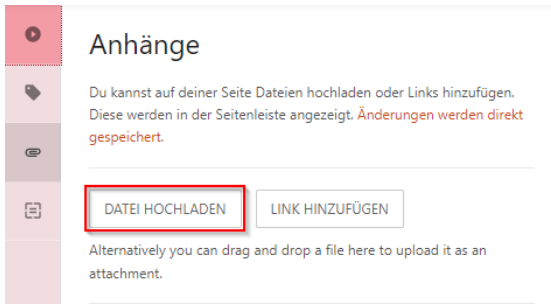 Anhänge
Du kannst auf deiner Seite Dateien hochladen oder Links hinzufügen.
Diese werden in der Seitenleiste angezeigt. Änderungen werden direkt
gespeichert.
DATEI HOCHLADEN
LINK HINZUFÜGEN
Alternatively you can drag and drop a file here to upload it as an
attachment.